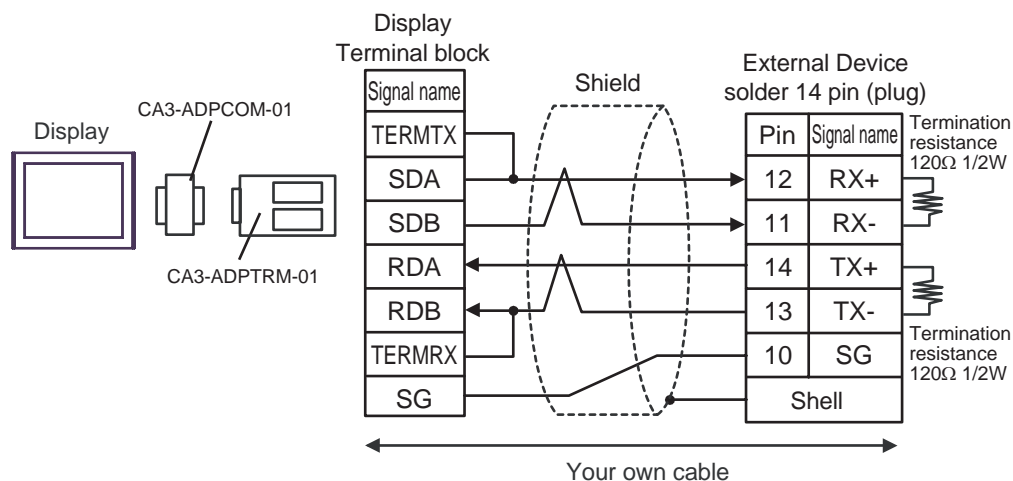 Display
CA3-ADPCOM-01
CA3-ADPTRM-01
Display
Terminal block
Signal name
TERMTX
SDA
SDB
RDA
RDB
TERMRX
SG
Shield
External Device
solder 14 pin (plug)
Pin Signal name
12 RX+
11 RX-
14 TX+
13 TX-
10 SG
Shell
Termination
resistance
120Ω 1/2W
Termination
resistance
120Ω 1/2W
Your own cable